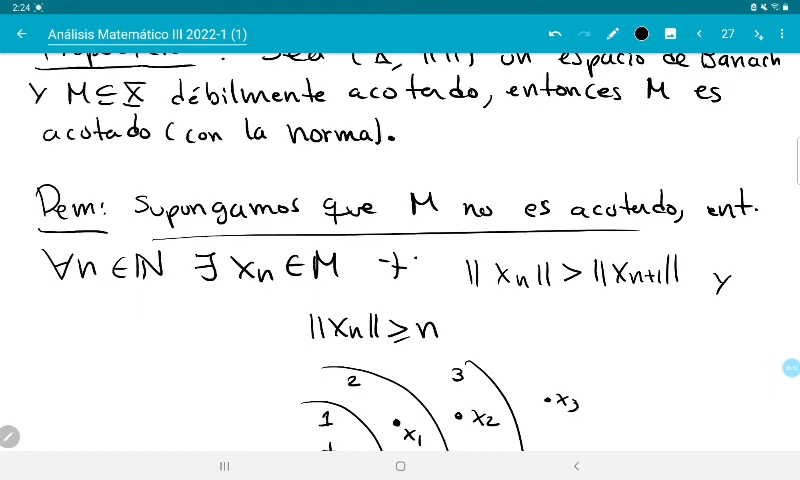 2:24
Análisis Matemático III 2022-1 (1)
27
Proposición: Sea (X, || ||) un espacio de Banach
y M ⊆ X débilmente acotado, entonces M es
acotado (con la norma).
Dem: Supongamos que M no es acotado, ent.
∀n ∈ ℕ ∃ xₙ ∈ M t. || xₙ || > ||xₙ₊₁|| y
||xₙ|| ≥ n
2 3
1 x₁ x₂ x₃